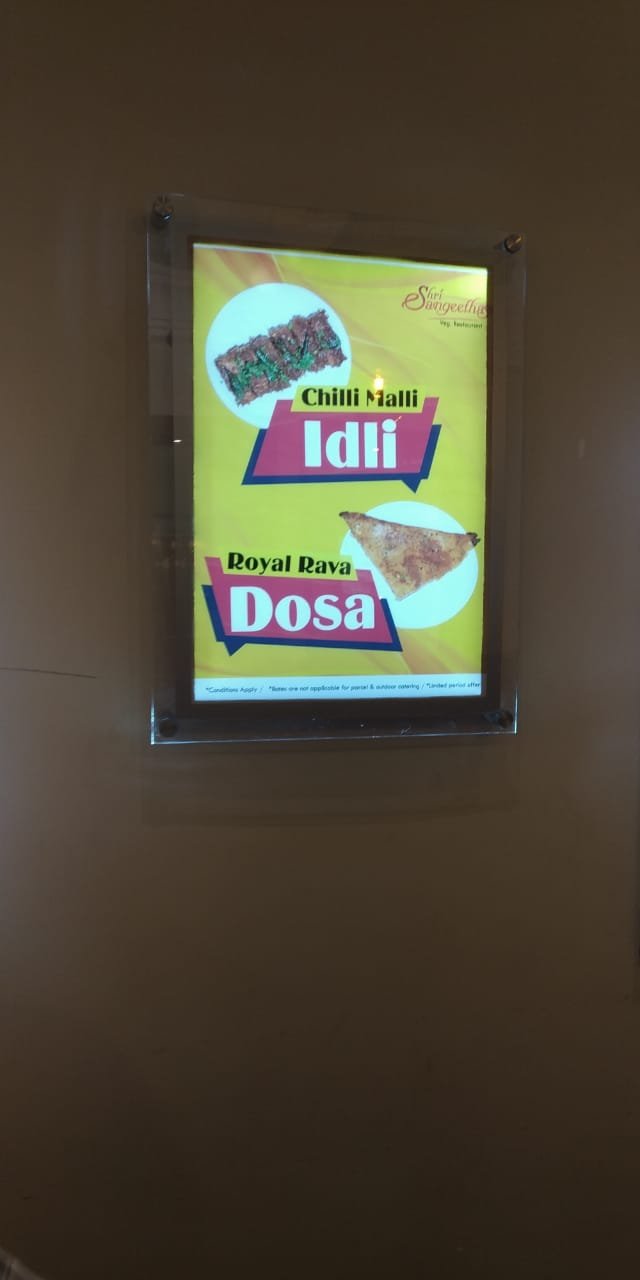 Shri
Sangeethas
Veg. Restaurant
Chilli Malli
Idli
Royal Rava
Dosa
*Conditions Apply / *Rates are not applicable for parcel & outdoor catering / *Limited period offer